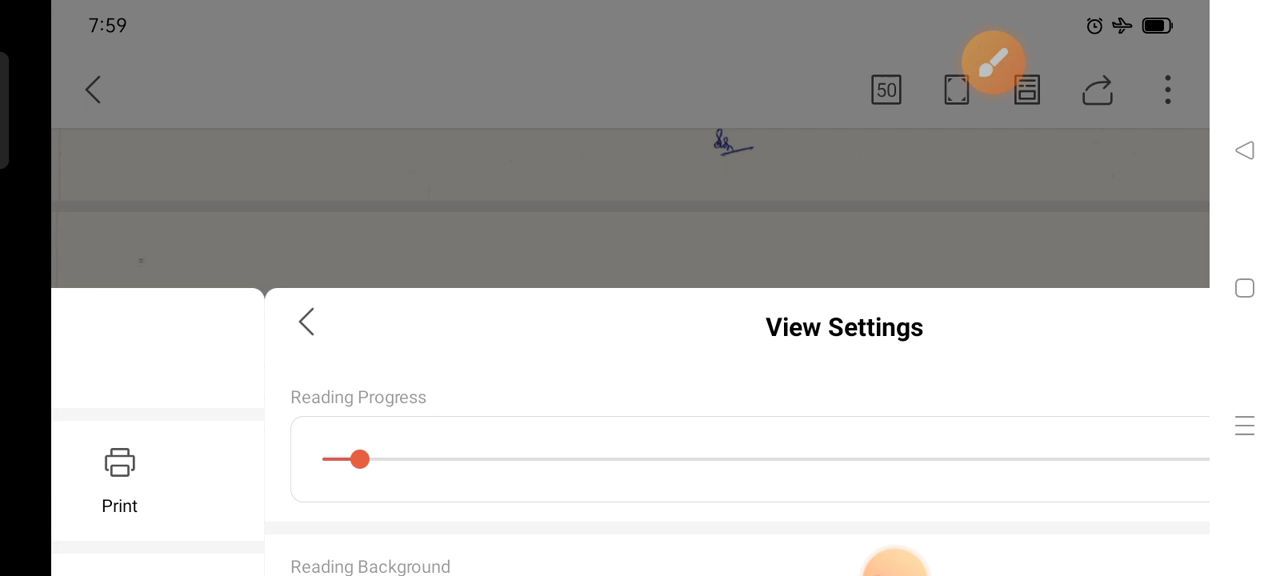 7:59
50
View Settings
Reading Progress
Print
Reading Background